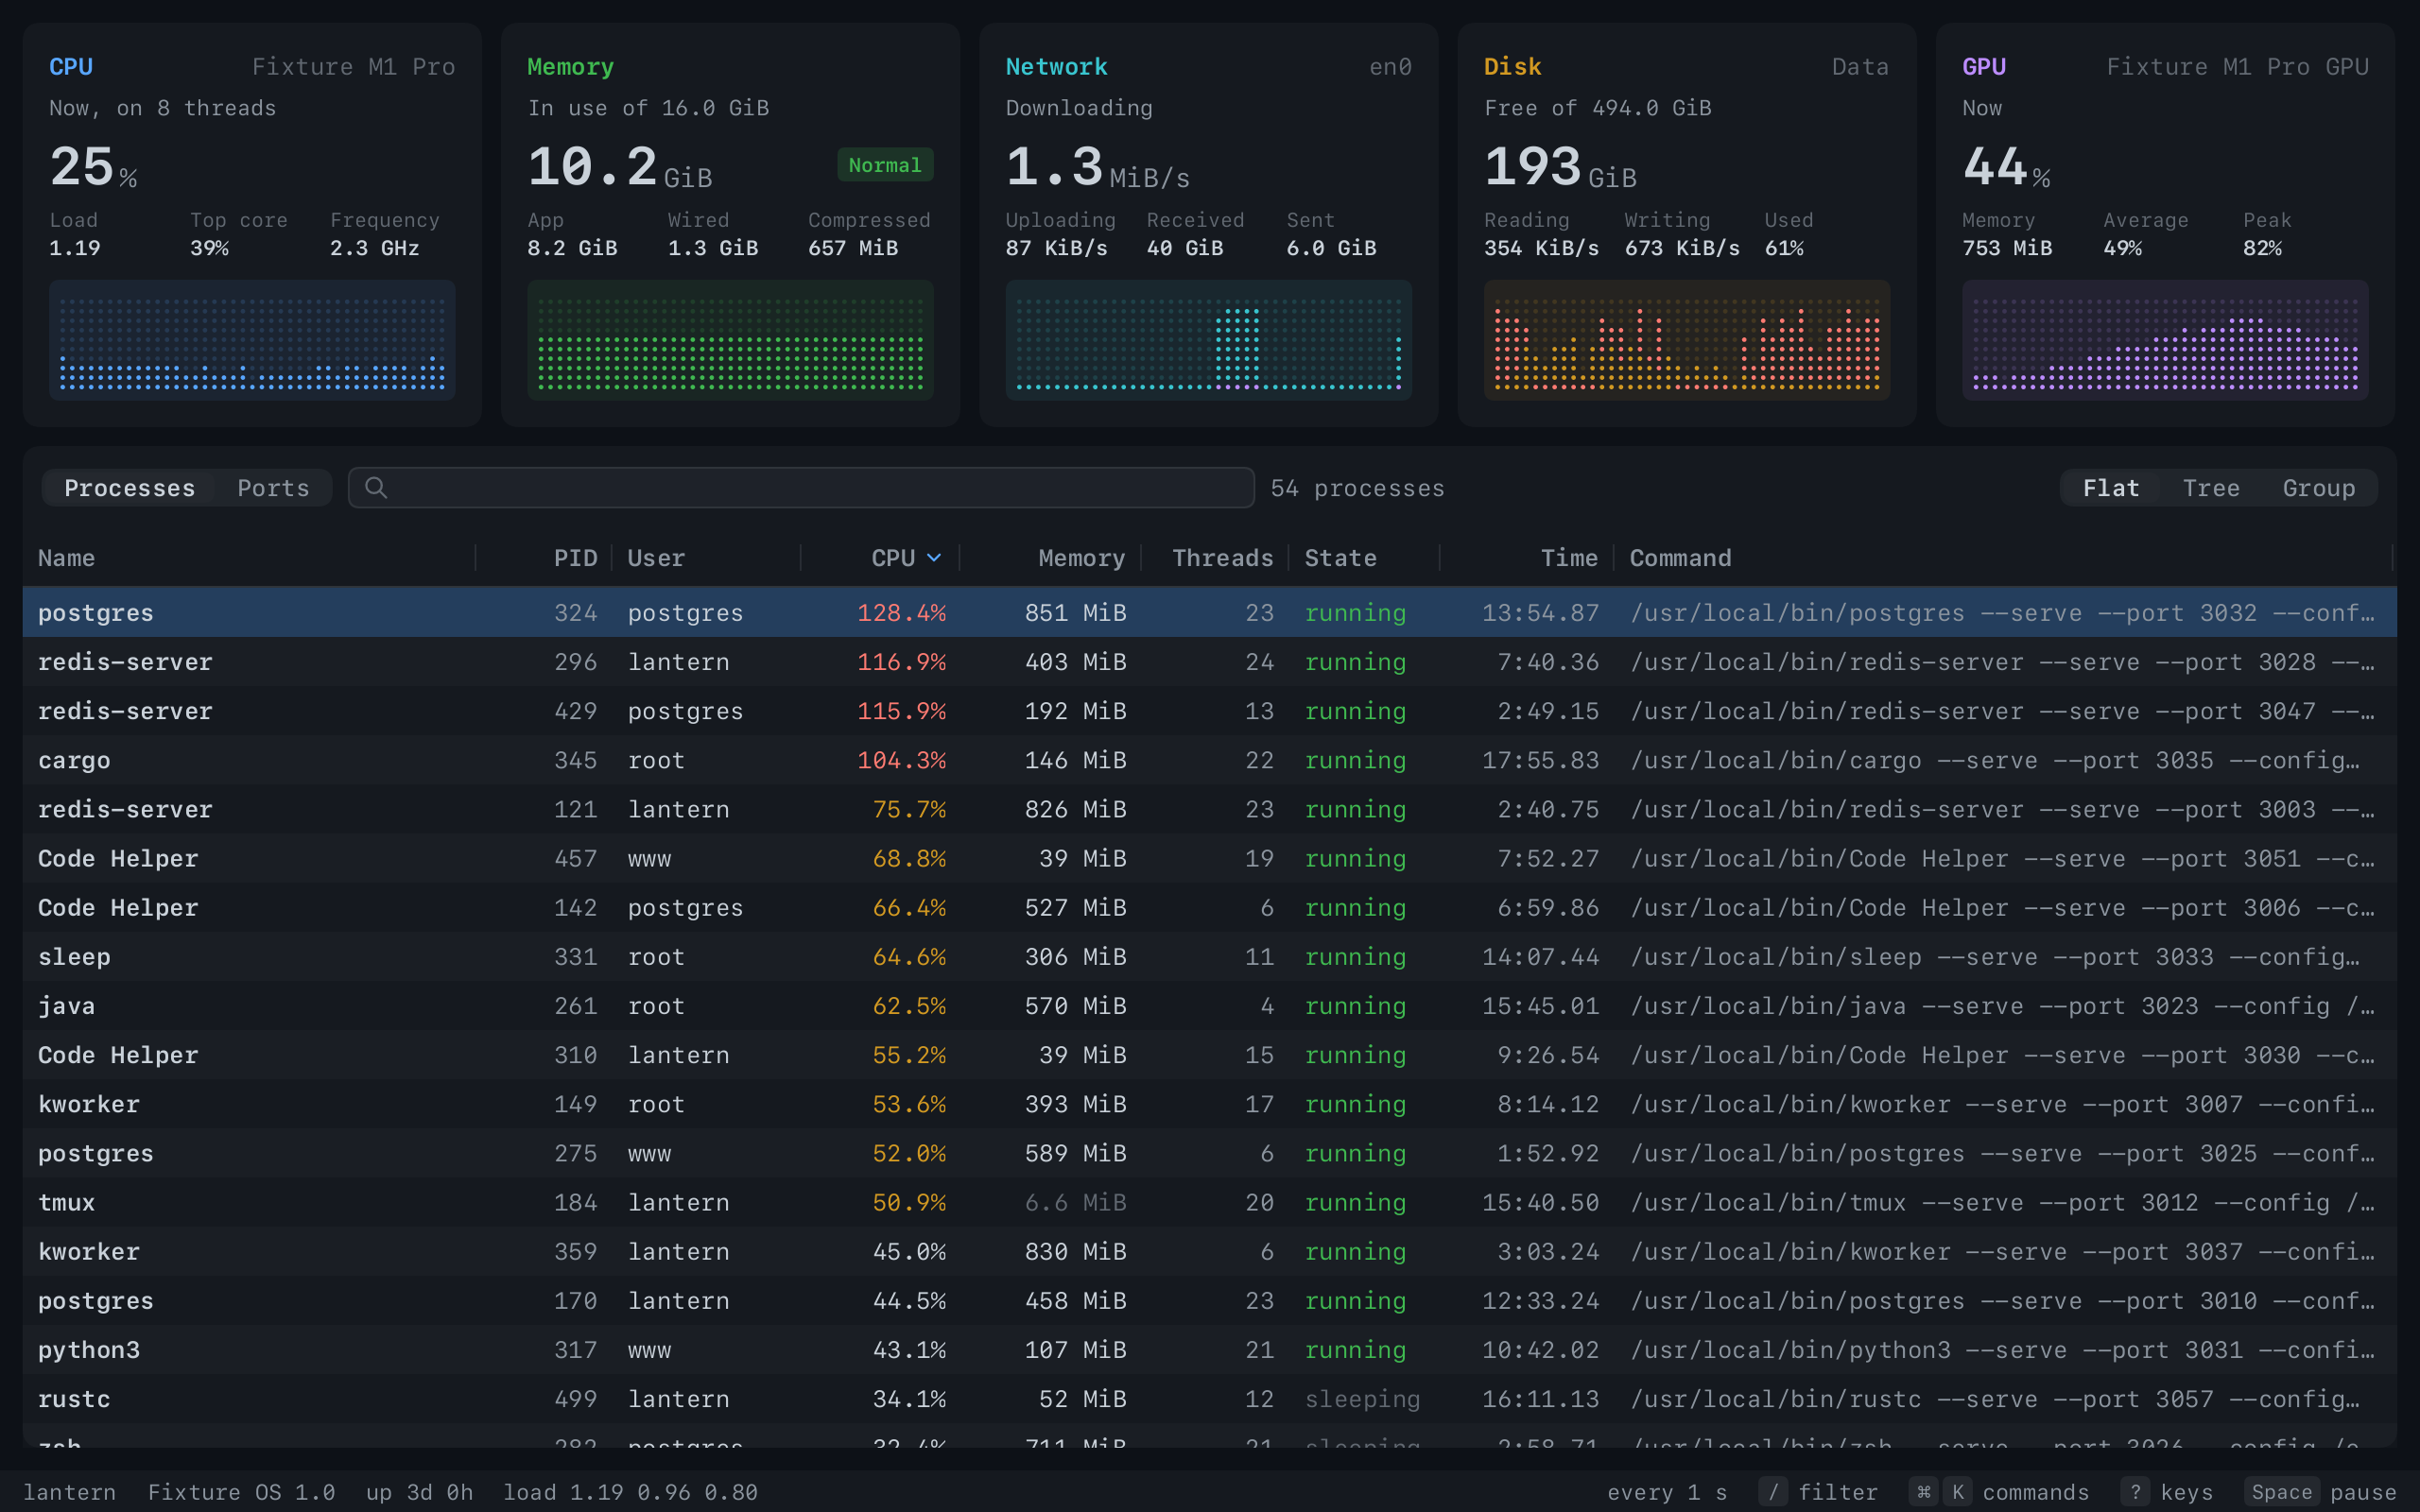 CPU Fixture M1 Pro
Now, on 8 threads
25%
Load Top core Frequency
1.19 39% 2.3 GHz
Memory
In use of 16.0 GiB
10.2 GiB Normal
App Wired Compressed
8.2 GiB 1.3 GiB 657 MiB
Network en0
Downloading
1.3 MiB/s
Uploading Received Sent
87 KiB/s 40 GiB 6.0 GiB
Disk Data
Free of 494.0 GiB
193 GiB
Reading Writing Used
354 KiB/s 673 KiB/s 61%
GPU Fixture M1 Pro GPU
Now
44%
Memory Average Peak
753 MiB 49% 82%
Processes Ports 54 processes Flat Tree Group
Name PID User CPU Memory Threads State Time Command
postgres 324 postgres 128.4% 851 MiB 23 running 13:54.87 /usr/local/bin/postgres --serve --port 3032 --conf…
redis-server 296 lantern 116.9% 403 MiB 24 running 7:40.36 /usr/local/bin/redis-server --serve --port 3028 --…
redis-server 429 postgres 115.9% 192 MiB 13 running 2:49.15 /usr/local/bin/redis-server --serve --port 3047 --…
cargo 345 root 104.3% 146 MiB 22 running 17:55.83 /usr/local/bin/cargo --serve --port 3035 --config…
redis-server 121 lantern 75.7% 826 MiB 23 running 2:40.75 /usr/local/bin/redis-server --serve --port 3003 --…
Code Helper 457 www 68.8% 39 MiB 19 running 7:52.27 /usr/local/bin/Code Helper --serve --port 3051 --c…
Code Helper 142 postgres 66.4% 527 MiB 6 running 6:59.86 /usr/local/bin/Code Helper --serve --port 3006 --c…
sleep 331 root 64.6% 306 MiB 11 running 14:07.44 /usr/local/bin/sleep --serve --port 3033 --config…
java 261 root 62.5% 570 MiB 4 running 15:45.01 /usr/local/bin/java --serve --port 3023 --config /…
Code Helper 310 lantern 55.2% 39 MiB 15 running 9:26.54 /usr/local/bin/Code Helper --serve --port 3030 --c…
kworker 149 root 53.6% 393 MiB 17 running 8:14.12 /usr/local/bin/kworker --serve --port 3007 --confi…
postgres 275 www 52.0% 589 MiB 6 running 1:52.92 /usr/local/bin/postgres --serve --port 3025 --conf…
tmux 184 lantern 50.9% 6.6 MiB 20 running 15:40.50 /usr/local/bin/tmux --serve --port 3012 --config /…
kworker 359 lantern 45.0% 830 MiB 6 running 3:03.24 /usr/local/bin/kworker --serve --port 3037 --confi…
postgres 170 lantern 44.5% 458 MiB 23 running 12:33.24 /usr/local/bin/postgres --serve --port 3010 --conf…
python3 317 www 43.1% 107 MiB 21 running 10:42.02 /usr/local/bin/python3 --serve --port 3031 --confi…
rustc 499 lantern 34.1% 52 MiB 12 sleeping 16:11.13 /usr/local/bin/rustc --serve --port 3057 --config…
lantern Fixture OS 1.0 up 3d 0h load 1.19 0.96 0.80 every 1 s / filter ⌘ K commands ? keys Space pause